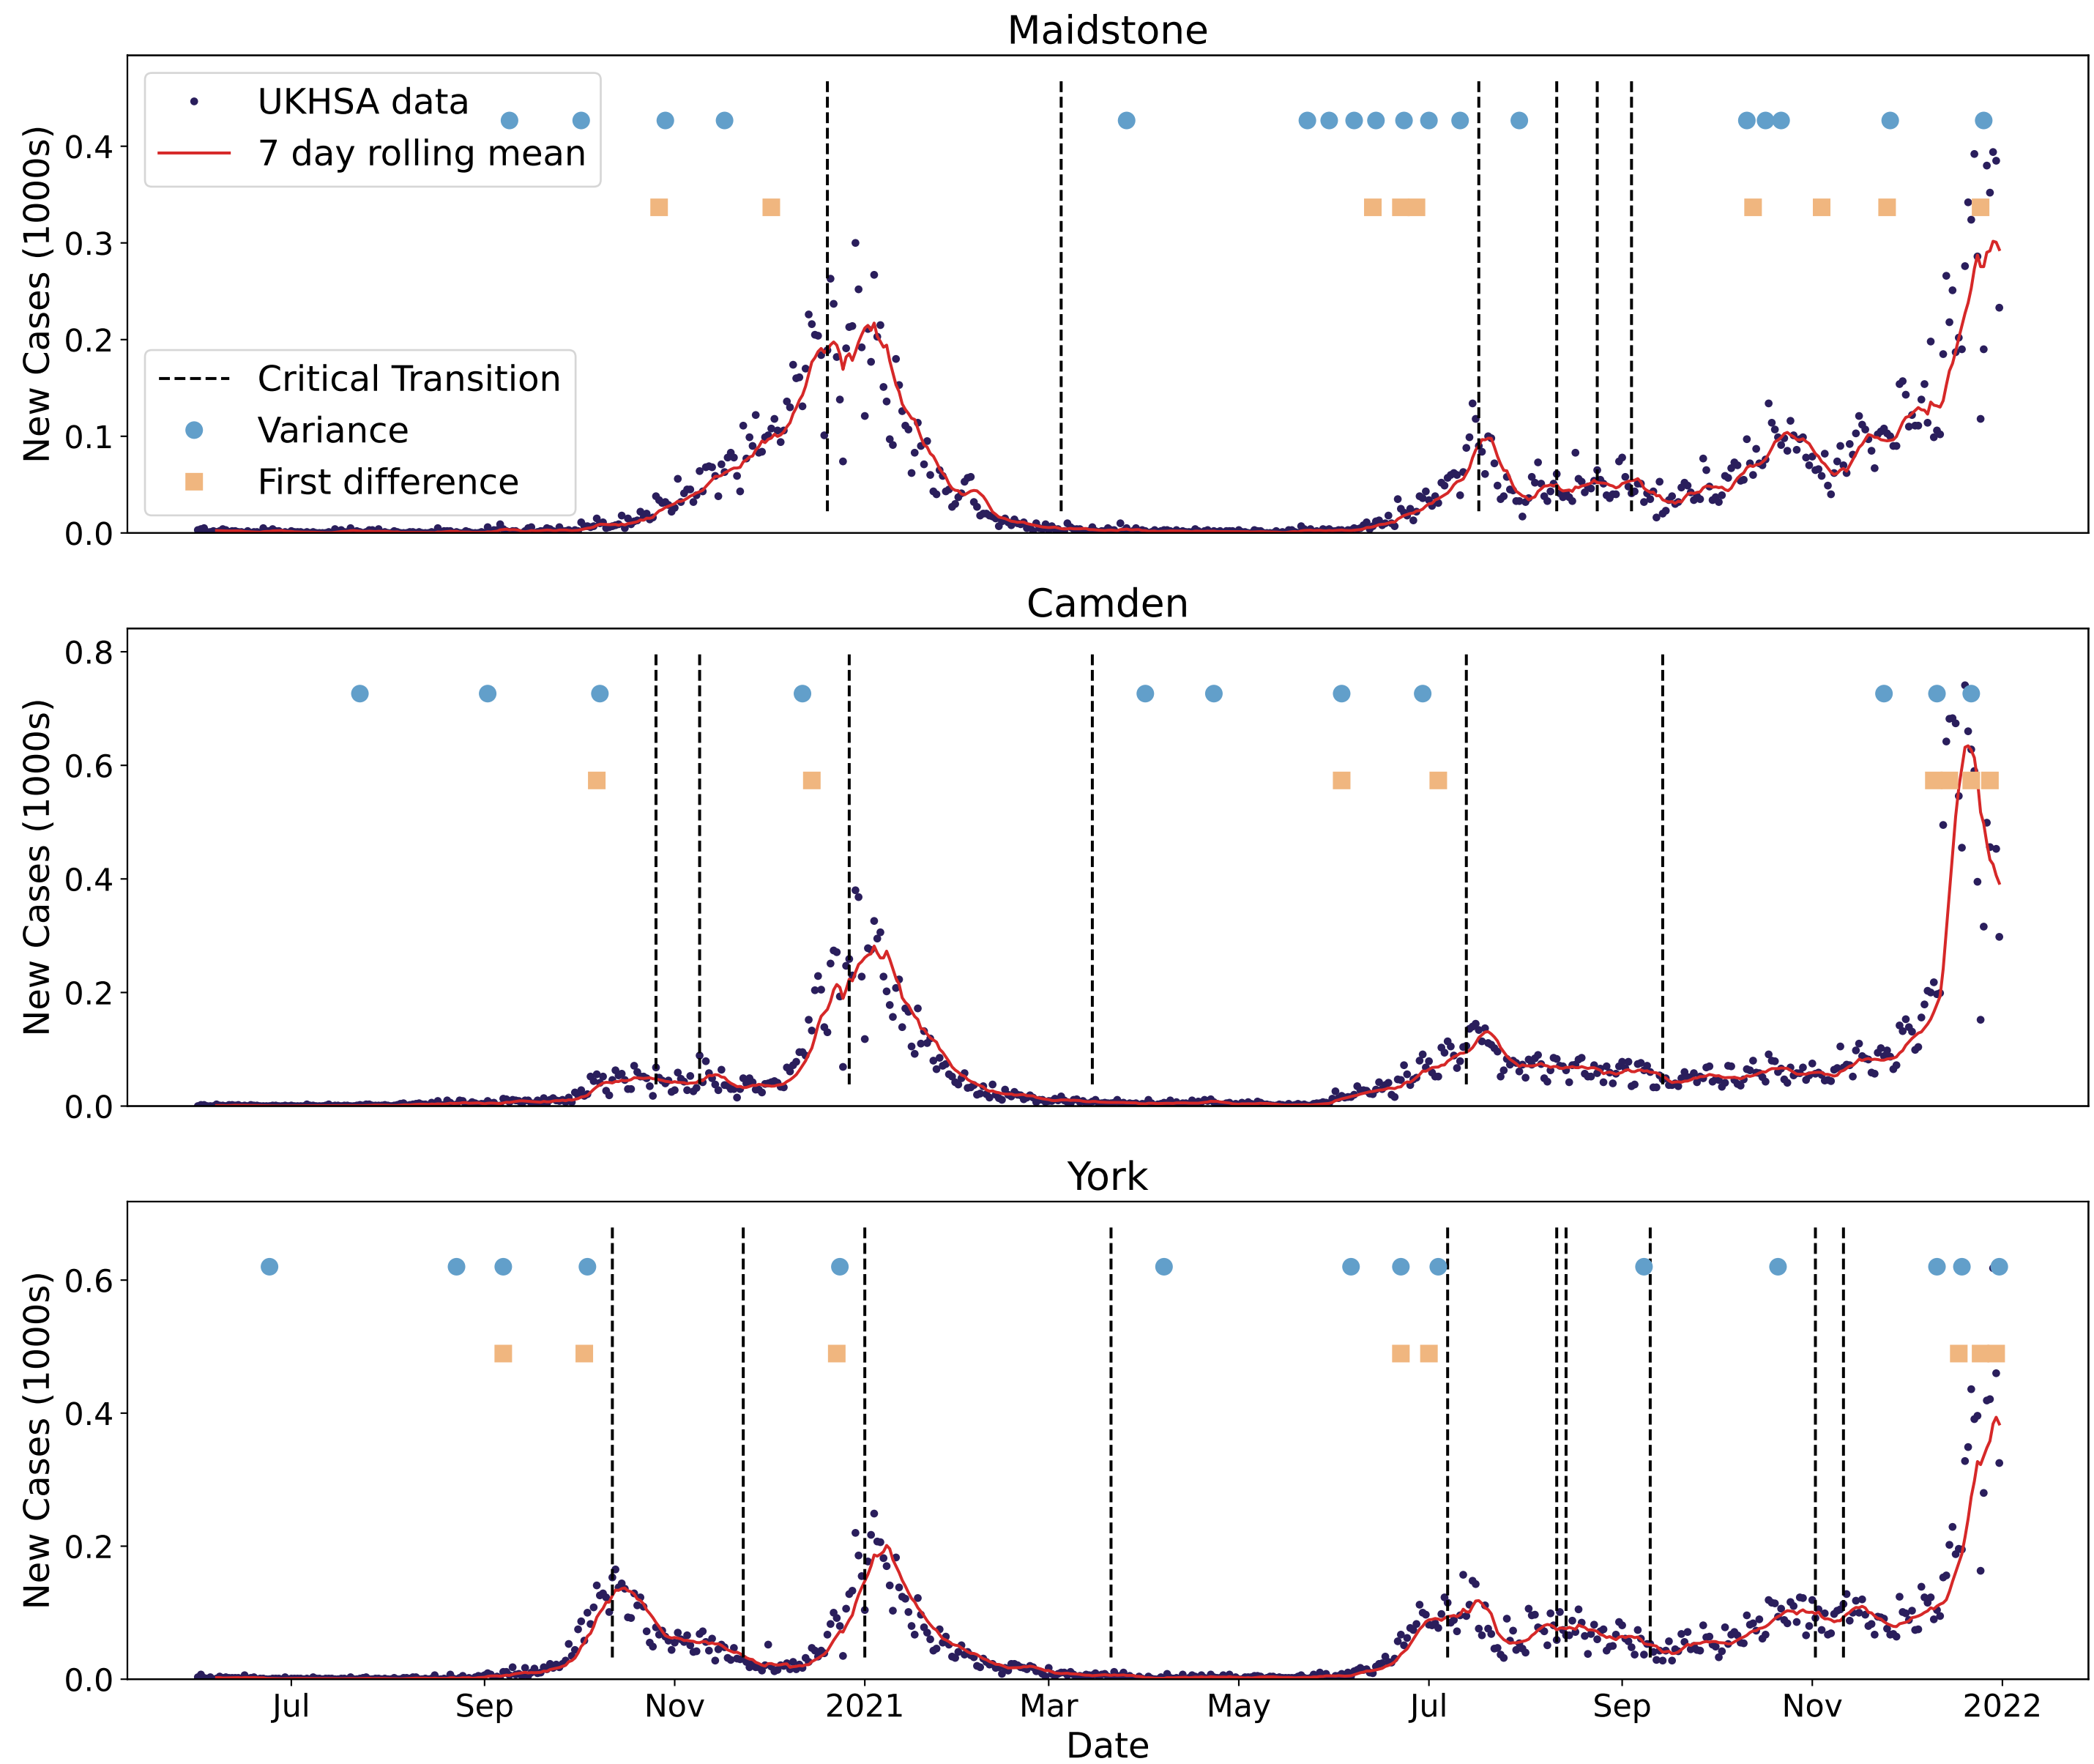 Maidstone
New Cases (1000s)
0.4
0.3
0.2
0.1
0.0
UKHSA data
7 day rolling mean
Critical Transition
Variance
First difference
Camden
New Cases (1000s)
0.8
0.6
0.4
0.2
0.0
York
New Cases (1000s)
0.6
0.4
0.2
0.0
Jul Sep Nov 2021 Mar May Jul Sep Nov 2022
Date